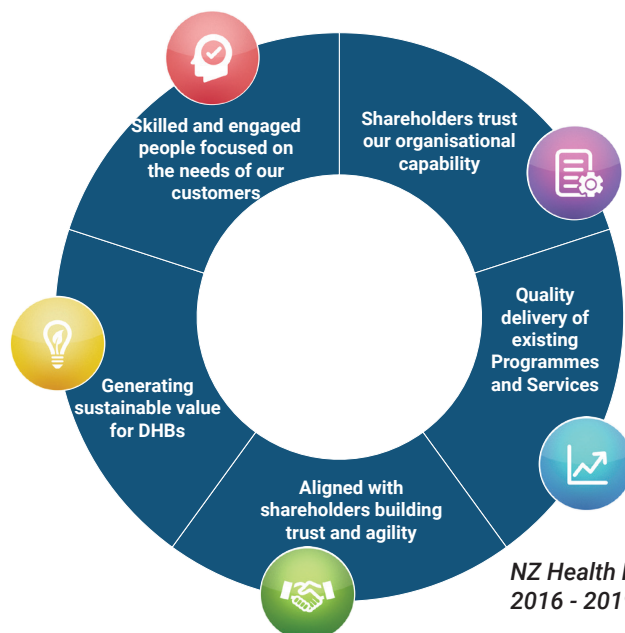 Skilled and engaged
people focused on
the needs of our
customers
Shareholders trust
our organisational
capability
Quality
delivery of
existing
Programmes
and Services
Generating
sustainable value
for DHBs
Aligned with
shareholders building
trust and agility
NZ Health
2016 -